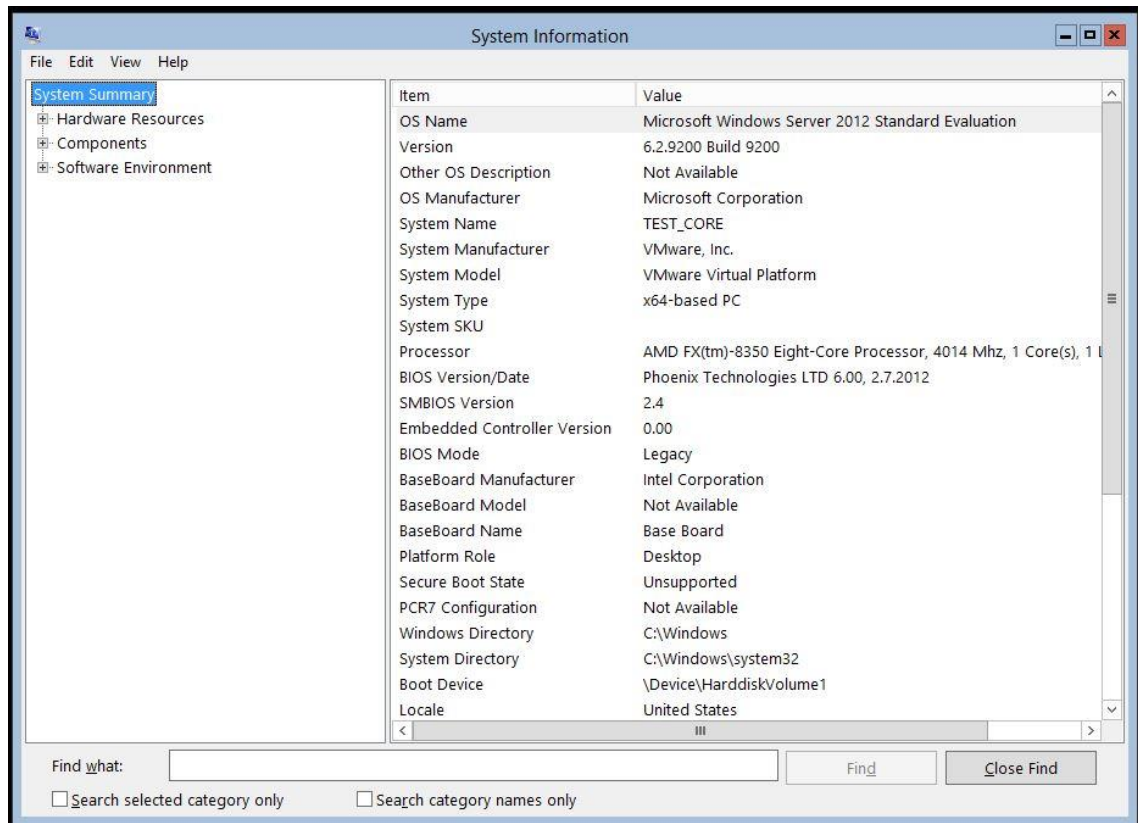 System Information
File Edit View Help
System Summary
Hardware Resources
Components
Software Environment
Item Value
OS Name Microsoft Windows Server 2012 Standard Evaluation
Version 6.2.9200 Build 9200
Other OS Description Not Available
OS Manufacturer Microsoft Corporation
System Name TEST_CORE
System Manufacturer VMware, Inc.
System Model VMware Virtual Platform
System Type x64-based PC
System SKU
Processor AMD FX(tm)-8350 Eight-Core Processor, 4014 Mhz, 1 Core(s), 1 L
BIOS Version/Date Phoenix Technologies LTD 6.00, 2.7.2012
SMBIOS Version 2.4
Embedded Controller Version 0.00
BIOS Mode Legacy
BaseBoard Manufacturer Intel Corporation
BaseBoard Model Not Available
BaseBoard Name Base Board
Platform Role Desktop
Secure Boot State Unsupported
PCR7 Configuration Not Available
Windows Directory C:\Windows
System Directory C:\Windows\system32
Boot Device \Device\HarddiskVolume1
Locale United States
Find what: Find Close Find
Search selected category only Search category names only